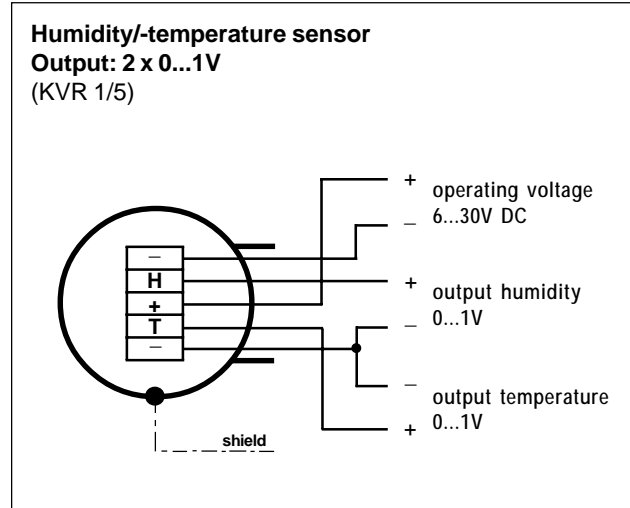 Humidity/-temperature sensor
Output: 2 x 0...1V
(KVR 1/5)
+
operating voltage
– 6...30V DC
–
H
+
T
–
+
output humidity
– 0...1V
–
output temperature
+ 0...1V
shield